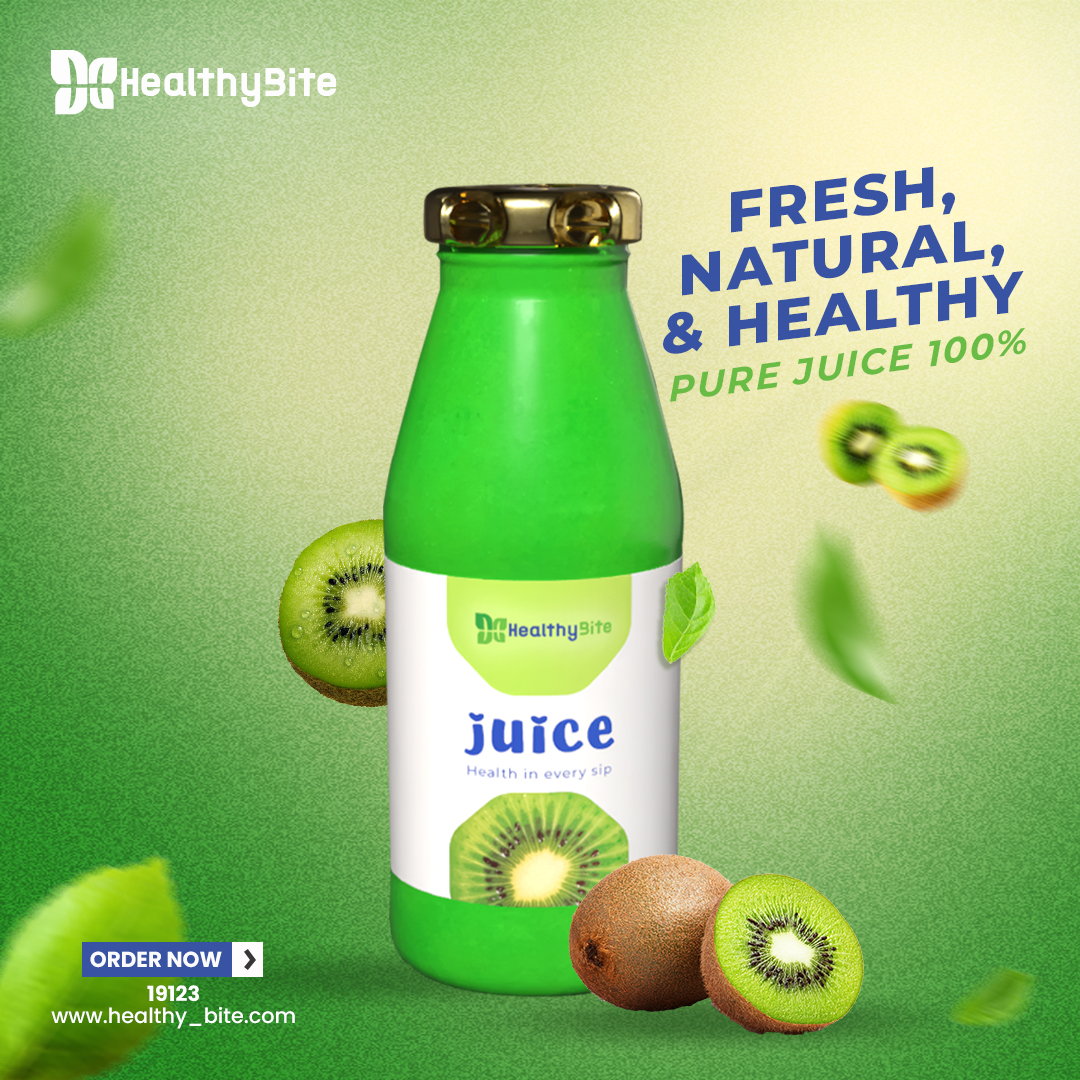 HealthyBite
FRESH,
NATURAL,
& HEALTHY
PURE JUICE 100%
HealthyBite
juice
Health in every sip
ORDER NOW
19123
www.healthy_bite.com